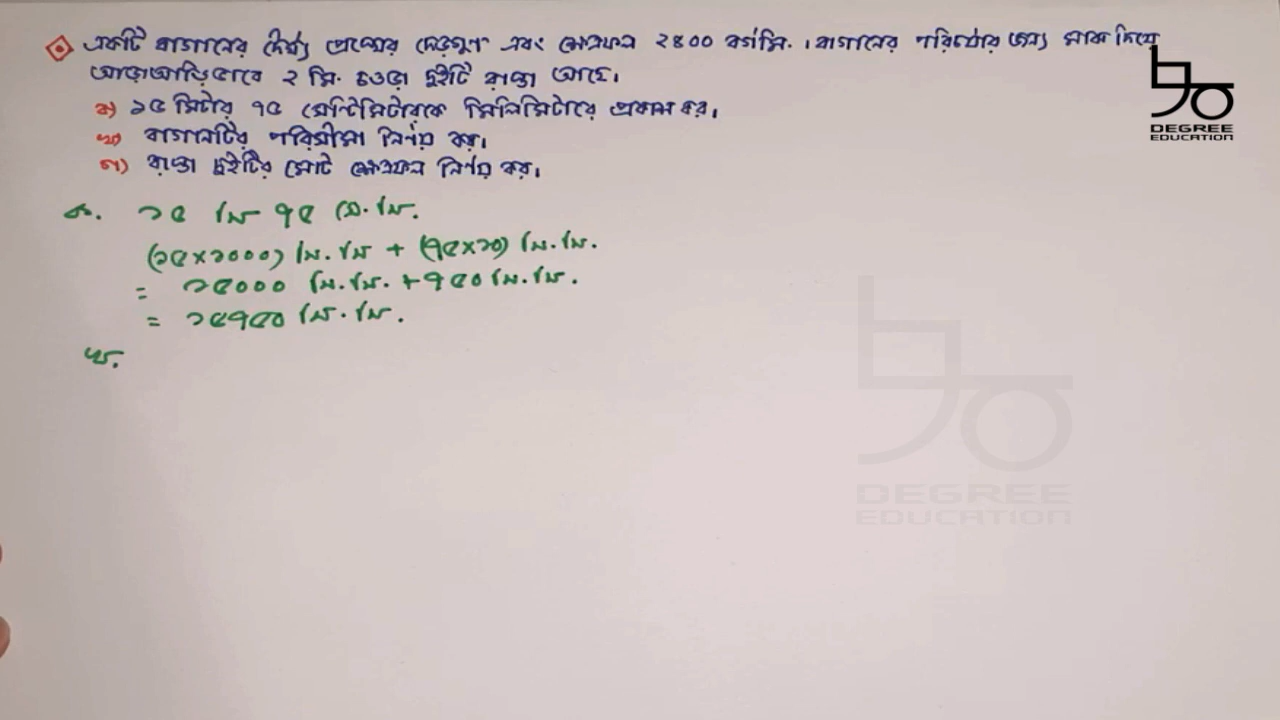 একটি বাগানের দৈর্ঘ্য প্রস্থের দেড়গুণ এবং ক্ষেত্রফল ২৪০০ বর্গমি. । বাগানের পরিচর্যার জন্য মাঝ দিয়ে
আড়াআড়িভাবে ২ মি. চওড়া দুইটি রাস্তা আছে।
ক) ১৫ মিটার ৭৫ সেন্টিমিটারকে মিলিমিটারে প্রকাশ কর।
খ) বাগানটির পরিসীমা নির্ণয় কর।
গ) রাস্তা দুইটির মোট ক্ষেত্রফল নির্ণয় কর।
DEGREE
EDUCATION
ক. ১৫ মি ৭৫ সে.মি.
(১৫×১০০০) মি.মি + (৭৫×১০) মি.মি.
= ১৫০০০ মি.মি. + ৭৫০ মি.মি.
= ১৫৭৫০ মি.মি.
খ.
DEGREE
EDUCATION